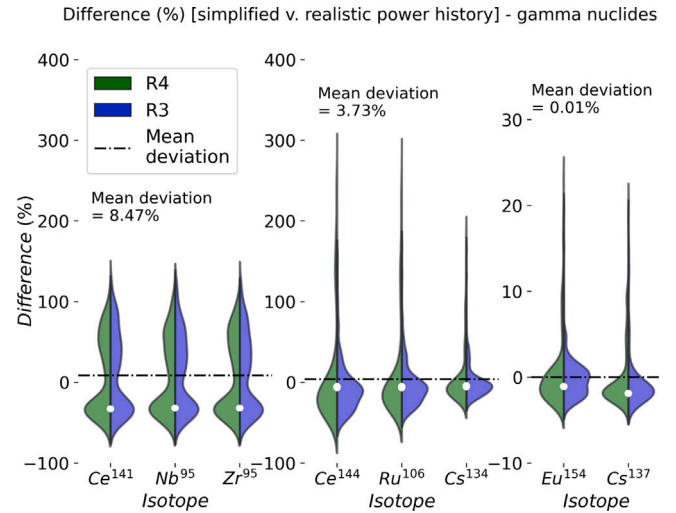 Difference (%) [simplified v. realistic power history] - gamma nuclides
400
300
200
100
0
−100
Difference (%)
R4
R3
Mean
deviation
Mean deviation
= 8.47%
Ce¹⁴¹ Nb⁹⁵ Zr⁹⁵
Isotope
400
300
200
100
0
−100
Mean deviation
= 3.73%
Ce¹⁴⁴ Ru¹⁰⁶ Cs¹³⁴
Isotope
Mean deviation
= 0.01%
30
20
10
0
−10
Eu¹⁵⁴ Cs¹³⁷
Isotope